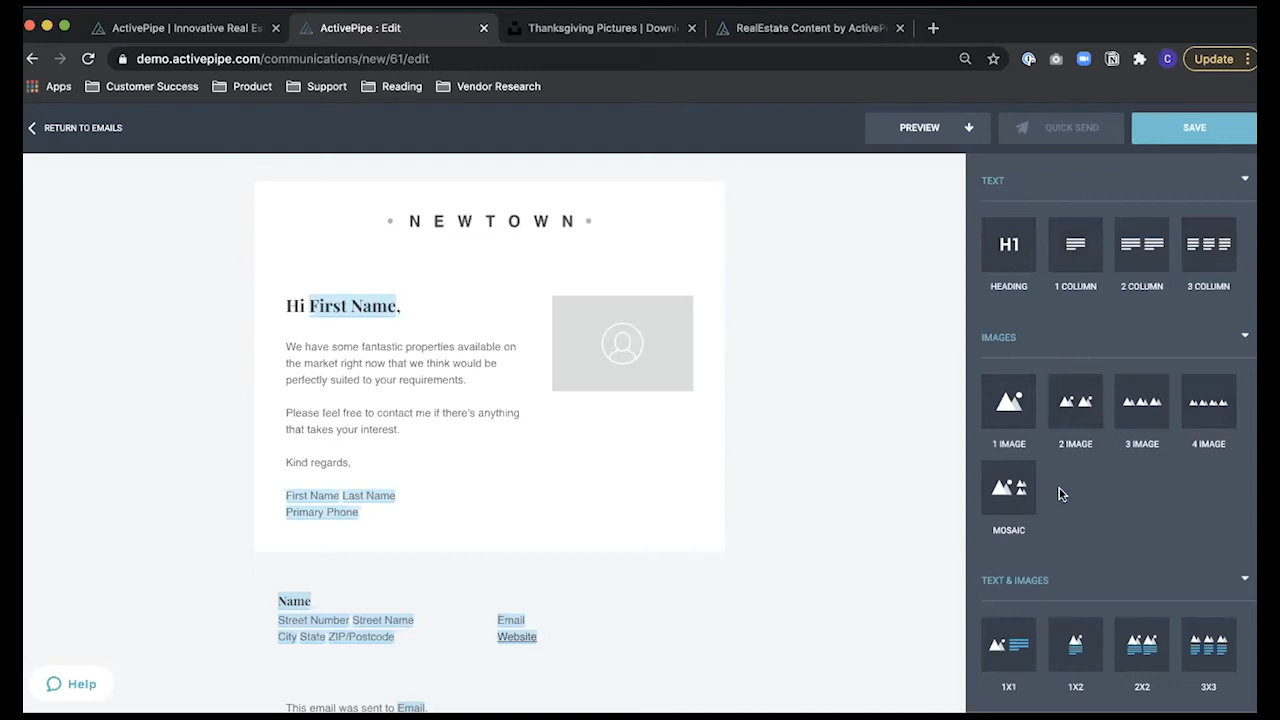 ActivePipe | Innovative Real Es
ActivePipe : Edit
Thanksgiving Pictures | Downl
RealEstate Content by ActiveP
demo.activepipe.com/communications/new/61/edit
Update
Apps
Customer Success
Product
Support
Reading
Vendor Research
RETURN TO EMAILS
PREVIEW
QUICK SEND
SAVE
• NEWTOWN •
Hi First Name,
We have some fantastic properties available on
the market right now that we think would be
perfectly suited to your requirements.
Please feel free to contact me if there's anything
that takes your interest.
Kind regards,
First Name Last Name
Primary Phone
Name
Street Number Street Name
City State ZIP/Postcode
Email
Website
This email was sent to Email.
Help
TEXT
H1
HEADING
1 COLUMN
2 COLUMN
3 COLUMN
IMAGES
1 IMAGE
2 IMAGE
3 IMAGE
4 IMAGE
MOSAIC
TEXT & IMAGES
1X1
1X2
2X2
3X3